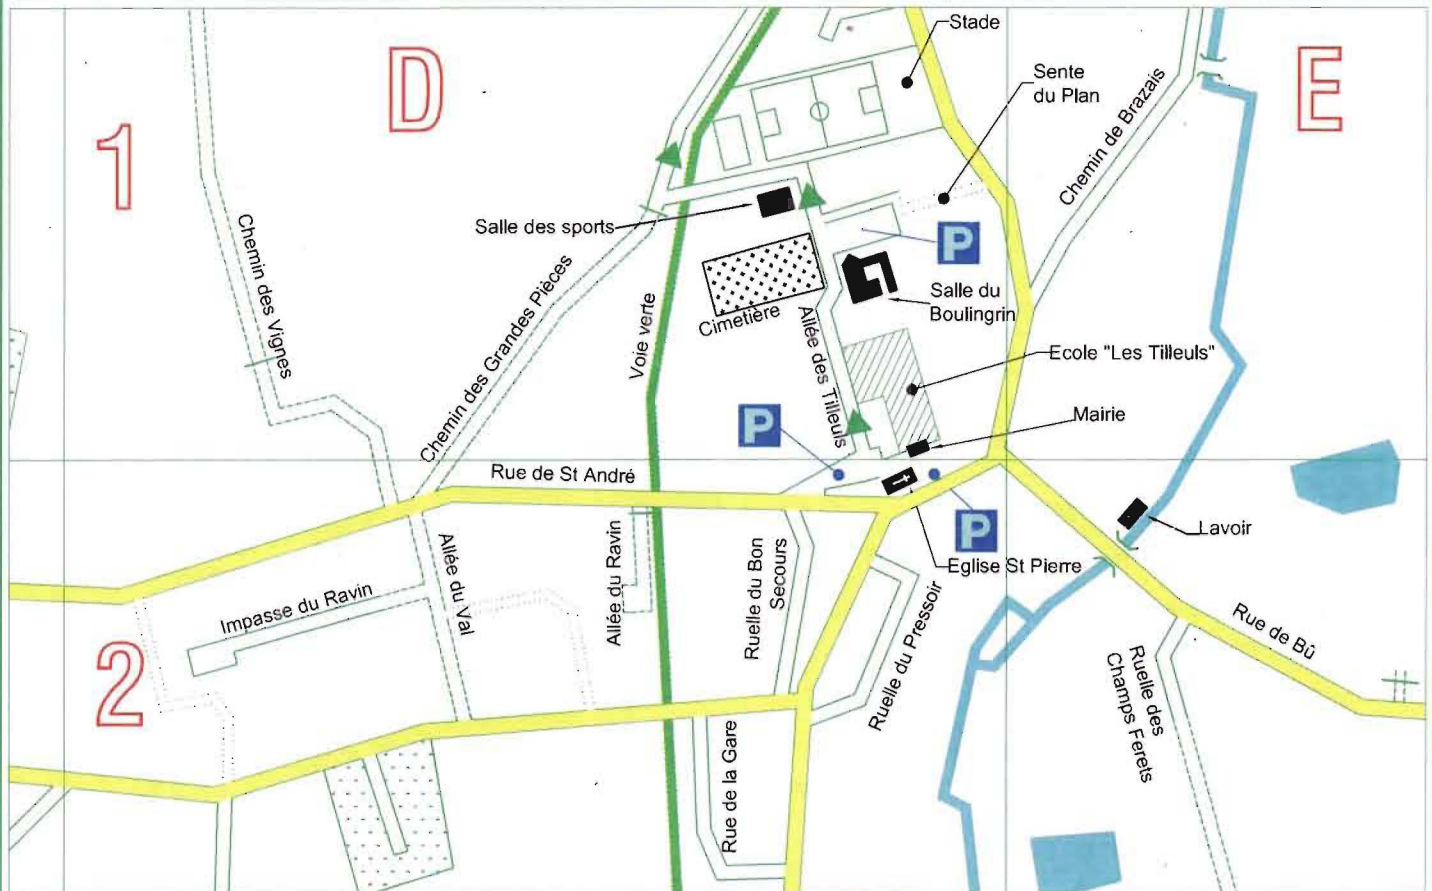 Stade
D
Sente
du Plan
E
1
Chemin de Brazais
Salle des sports
P
Chemin des Vignes
Chemin des Grandes Pièces
Voie verte
Cimetière
Salle du
Boulingrin
Allée des Tilleuls
Ecole "Les Tilleuls"
P
Mairie
Rue de St André
P
Lavoir
Eglise St Pierre
Allée du Val
Allée du Ravin
Ruelle du Bon
Secours
Impasse du Ravin
Ruelle du Pressoir
Rue de Bû
2
Ruelle des
Champs Ferets
Rue de la Gare